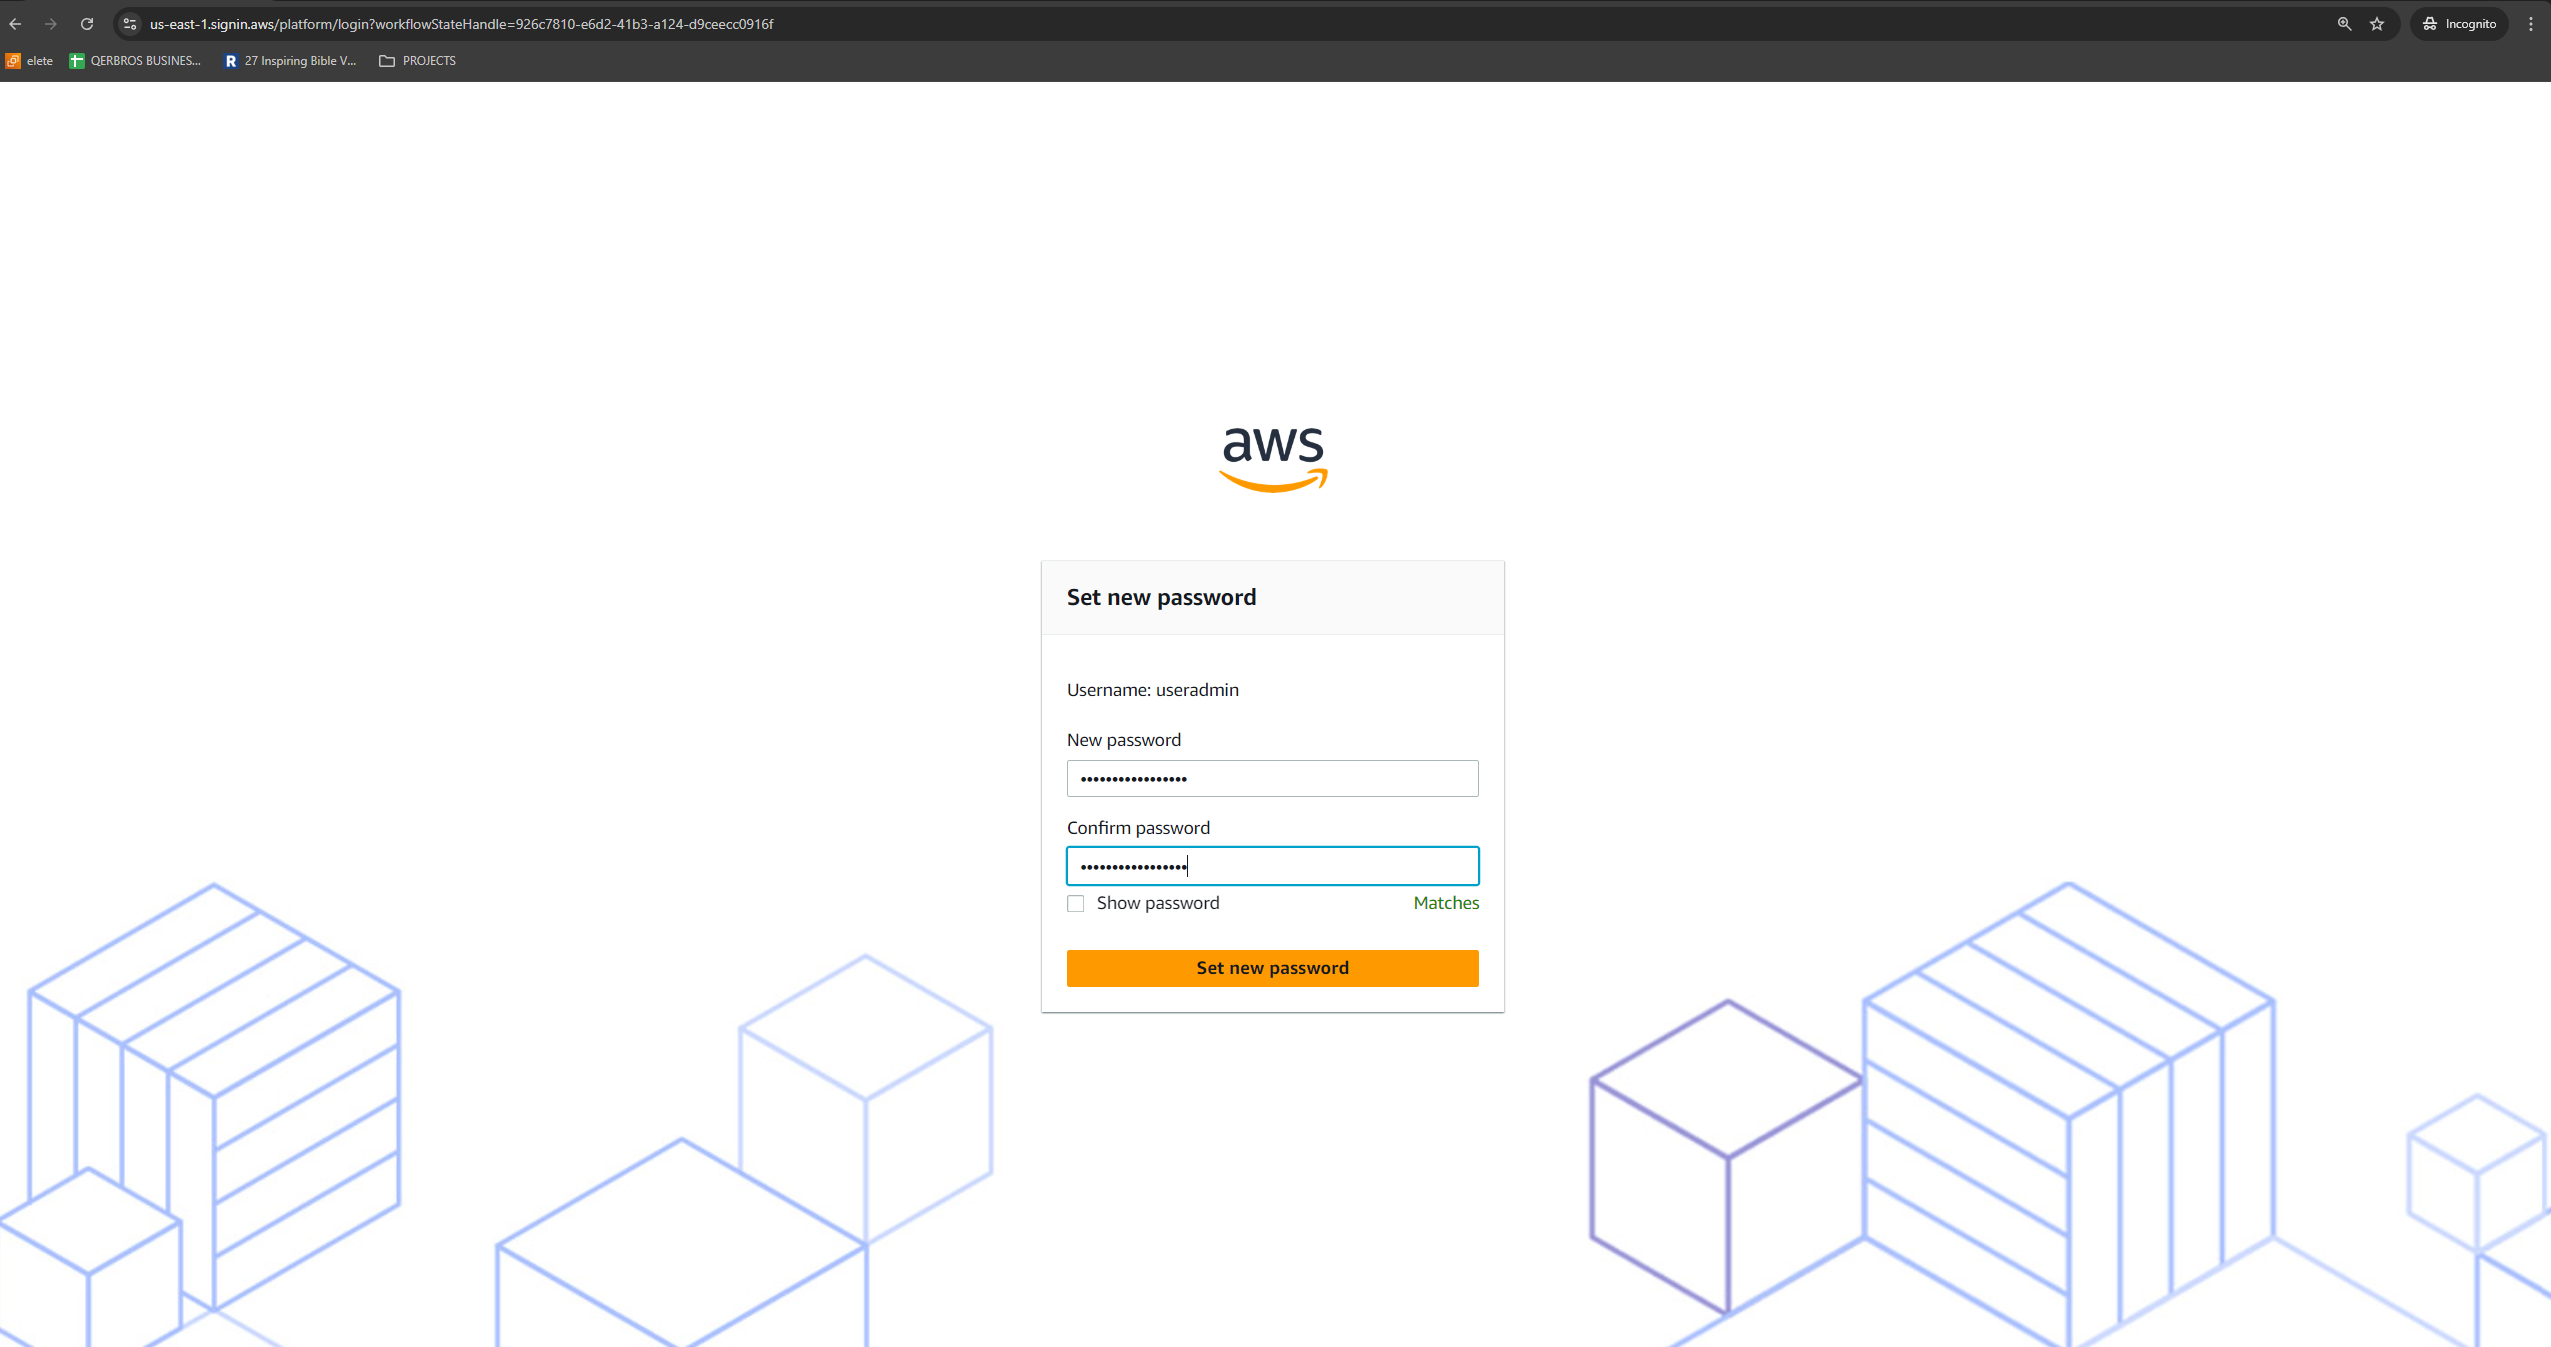 us-east-1.signin.aws/platform/login?workflowStateHandle=926c7810-e6d2-41b3-a124-d9ceecc0916f
Incognito
elete
QERBROS BUSINES...
R 27 Inspiring Bible V...
PROJECTS
aws
Set new password
Username: useradmin
New password
•••••••••••••••••
Confirm password
•••••••••••••••••
Show password
Matches
Set new password